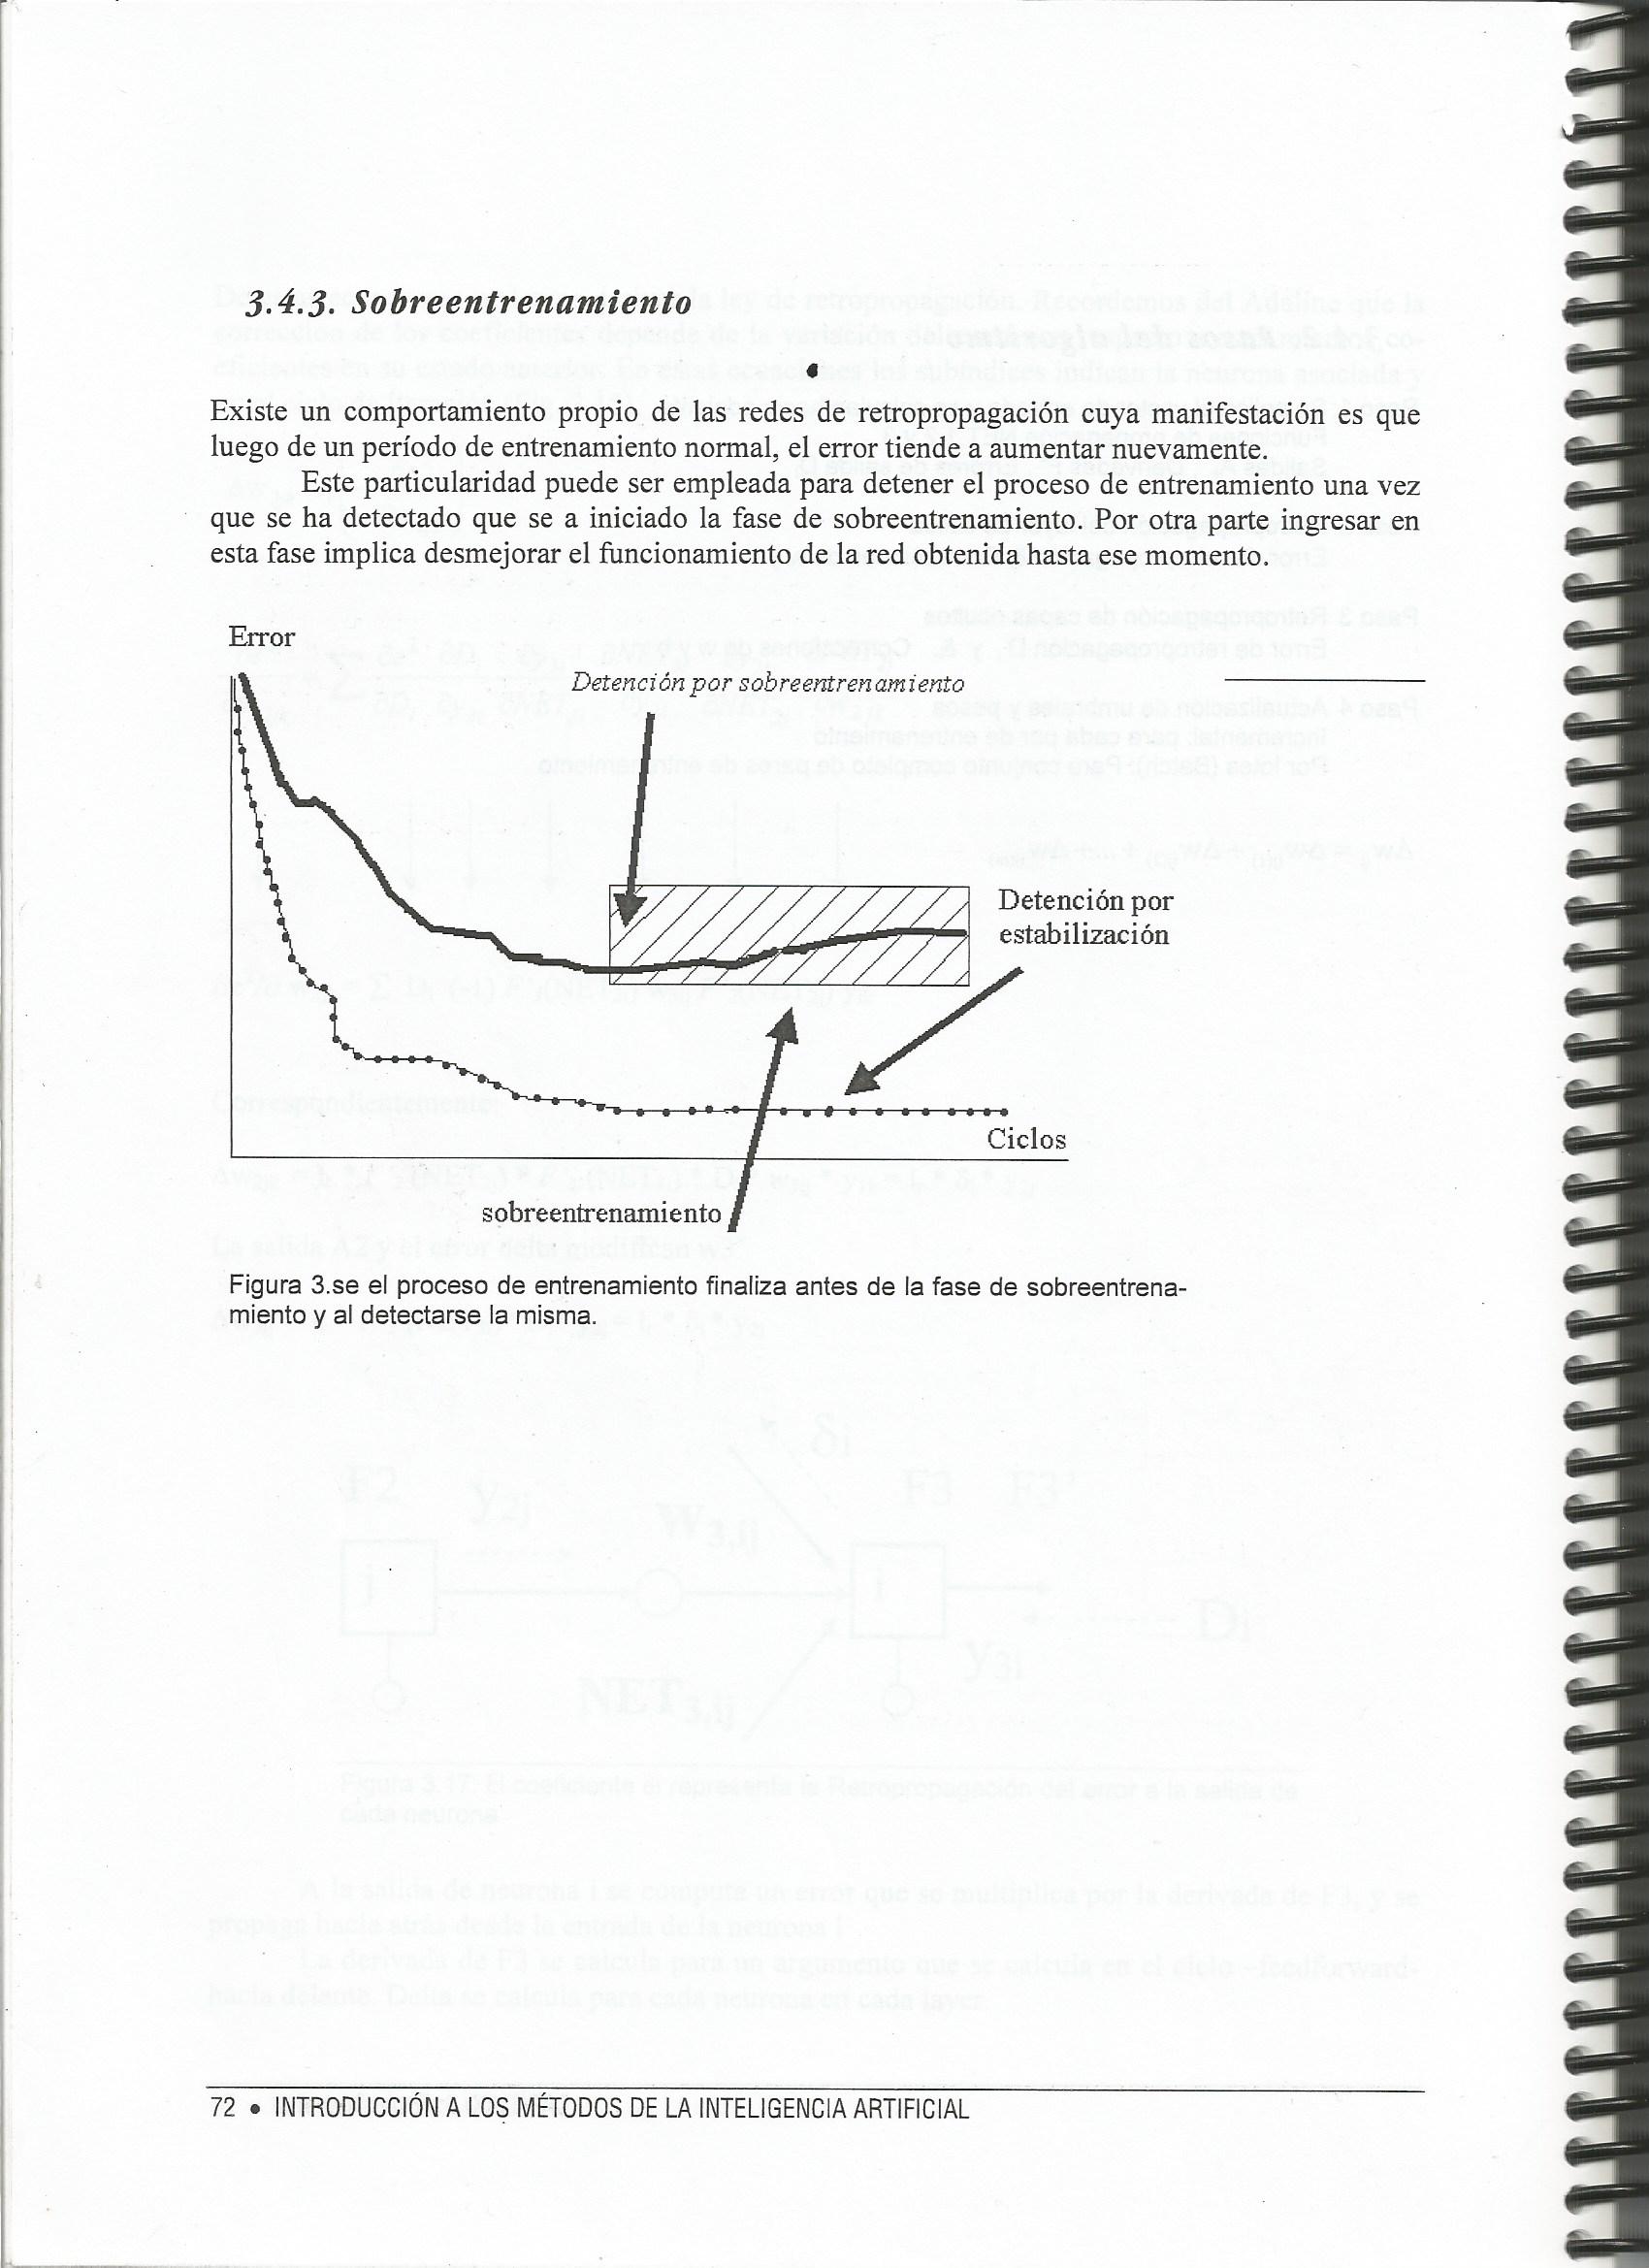 3.4.3. Sobreentrenamiento
Existe un comportamiento propio de las redes de retropropagación cuya manifestación es que
luego de un período de entrenamiento normal, el error tiende a aumentar nuevamente.
Este particularidad puede ser empleada para detener el proceso de entrenamiento una vez
que se ha detectado que se a iniciado la fase de sobreentrenamiento. Por otra parte ingresar en
esta fase implica desmejorar el funcionamiento de la red obtenida hasta ese momento.
Error
Detención por sobreentrenamiento
Detención por
estabilización
Ciclos
sobreentrenamiento
Figura 3.se el proceso de entrenamiento finaliza antes de la fase de sobreentrena-
miento y al detectarse la misma.
72 • INTRODUCCIÓN A LOS MÉTODOS DE LA INTELIGENCIA ARTIFICIAL